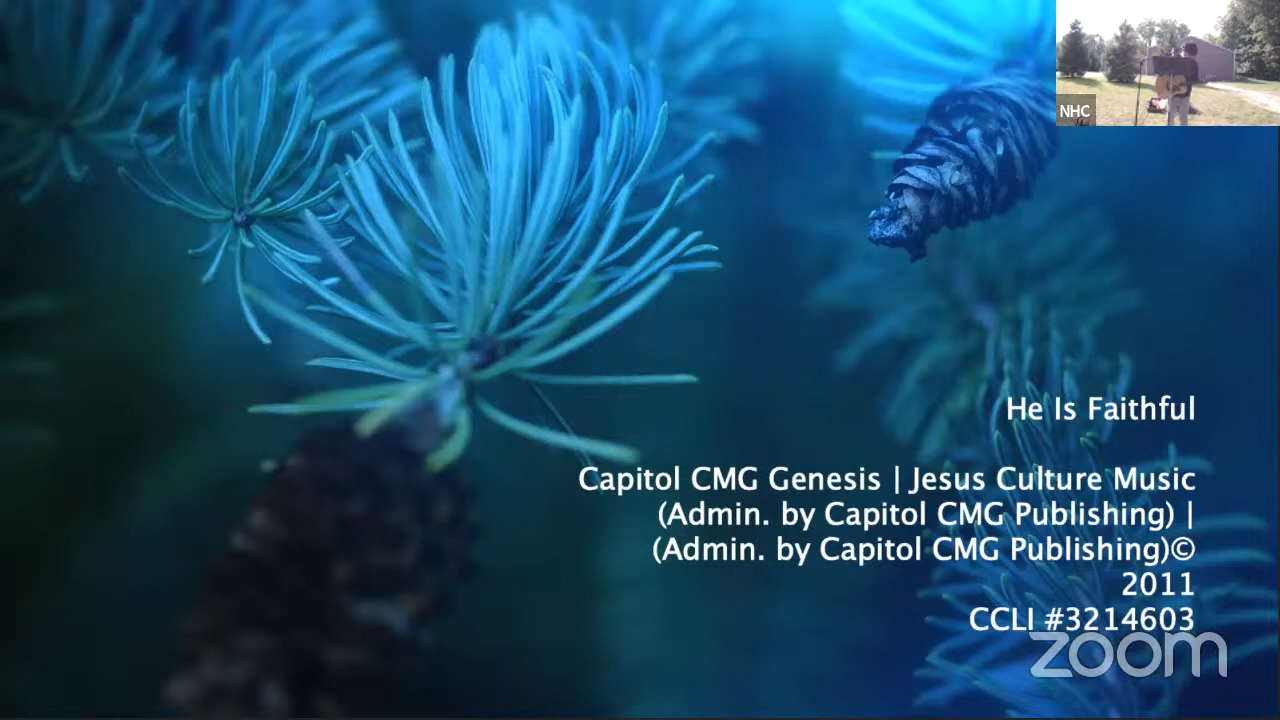 NHC
He Is Faithful
Capitol CMG Genesis | Jesus Culture Music
(Admin. by Capitol CMG Publishing) |
(Admin. by Capitol CMG Publishing)©
2011
CCLI #3214603
zoom